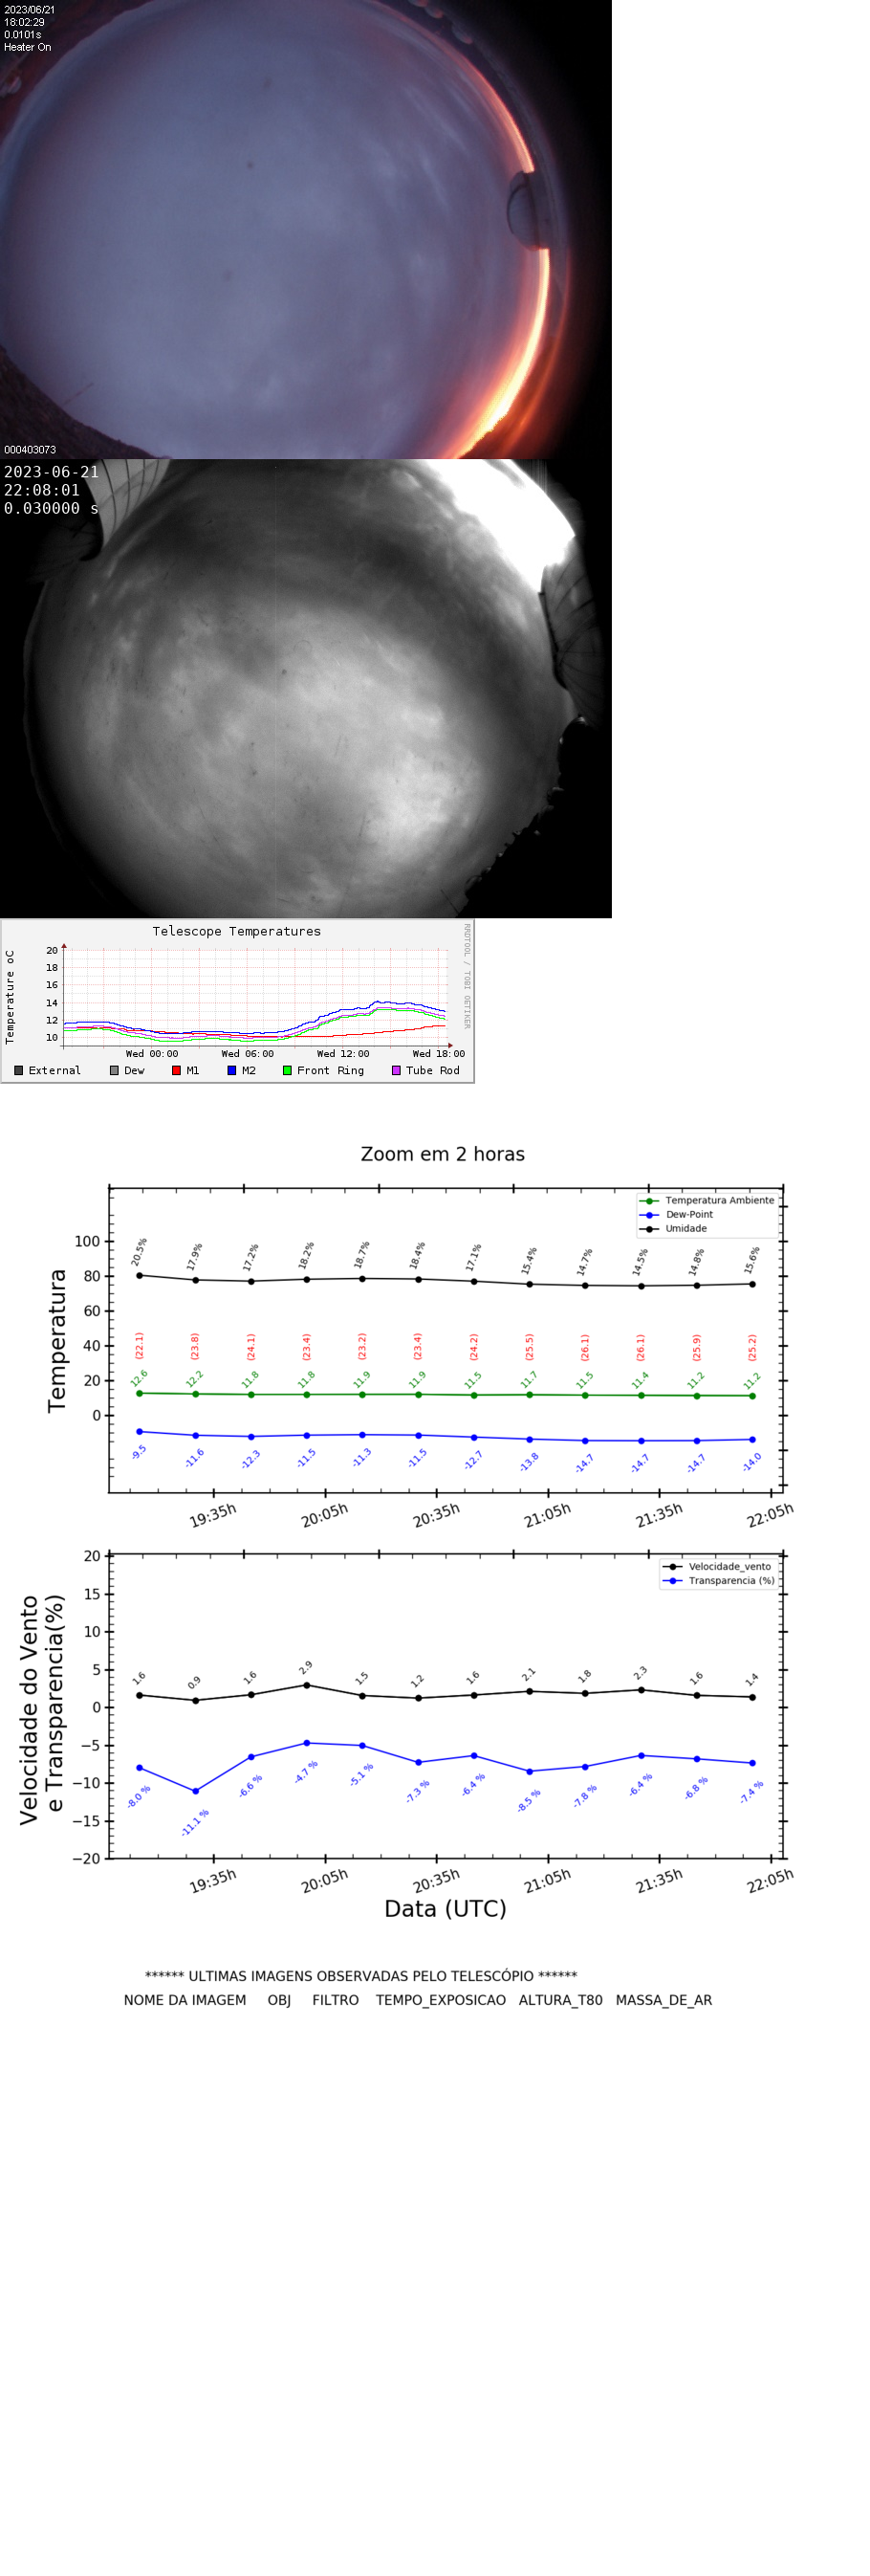 2023/06/21
18:02:29
0.0101s
Heater On
000403073
2023-06-21
22:08:01
0.030000 s
Telescope Temperatures
RRDTOOL / TOBI OETIKER
Temperature oC
20
18
16
14
12
10
Wed 00:00 Wed 06:00 Wed 12:00 Wed 18:00
External Dew M1 M2 Front Ring Tube Rod
Zoom em 2 horas
Temperatura Ambiente
Dew-Point
Umidade
Temperatura
100
80
60
40
20
0
20.5% 17.9% 17.2% 18.2% 18.7% 18.4% 17.1% 15.4% 14.7% 14.5% 14.8% 15.6%
(22.1) (23.8) (24.1) (23.4) (23.2) (23.4) (24.2) (25.5) (26.1) (26.1) (25.9) (25.2)
12.6 12.2 11.8 11.8 11.9 11.9 11.5 11.7 11.5 11.4 11.2 11.2
-9.5 -11.6 -12.3 -11.5 -11.3 -11.5 -12.7 -13.8 -14.7 -14.7 -14.7 -14.0
19:35h 20:05h 20:35h 21:05h 21:35h 22:05h
Velocidade_vento
Transparencia (%)
Velocidade do Vento
e Transparencia(%)
20
15
10
5
0
−5
−10
−15
−20
1.6 0.9 1.6 2.9 1.5 1.2 1.6 2.1 1.8 2.3 1.6 1.4
-8.0 % -11.1 % -6.6 % -4.7 % -5.1 % -7.3 % -6.4 % -8.5 % -7.8 % -6.4 % -6.8 % -7.4 %
19:35h 20:05h 20:35h 21:05h 21:35h 22:05h
Data (UTC)
****** ULTIMAS IMAGENS OBSERVADAS PELO TELESCÓPIO ******
NOME DA IMAGEM OBJ FILTRO TEMPO_EXPOSICAO ALTURA_T80 MASSA_DE_AR